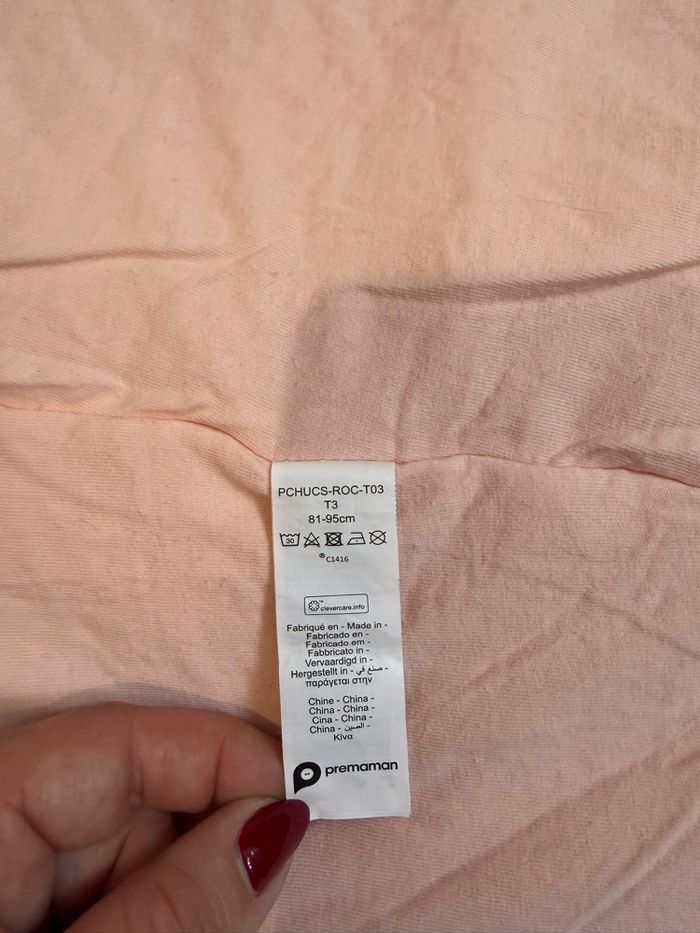 PCHUCS-ROC-T03
T3
81-95cm
30
®C1416
™ clevercare.info
Fabriqué en - Made in -
Fabricado en -
Fabricado em -
Fabbricato in -
Vervaardigd in -
Hergestellt in - صنع في -
παράγεται στην
Chine - China -
China - China -
Cina - China -
China - الصين -
Κίνα
premaman